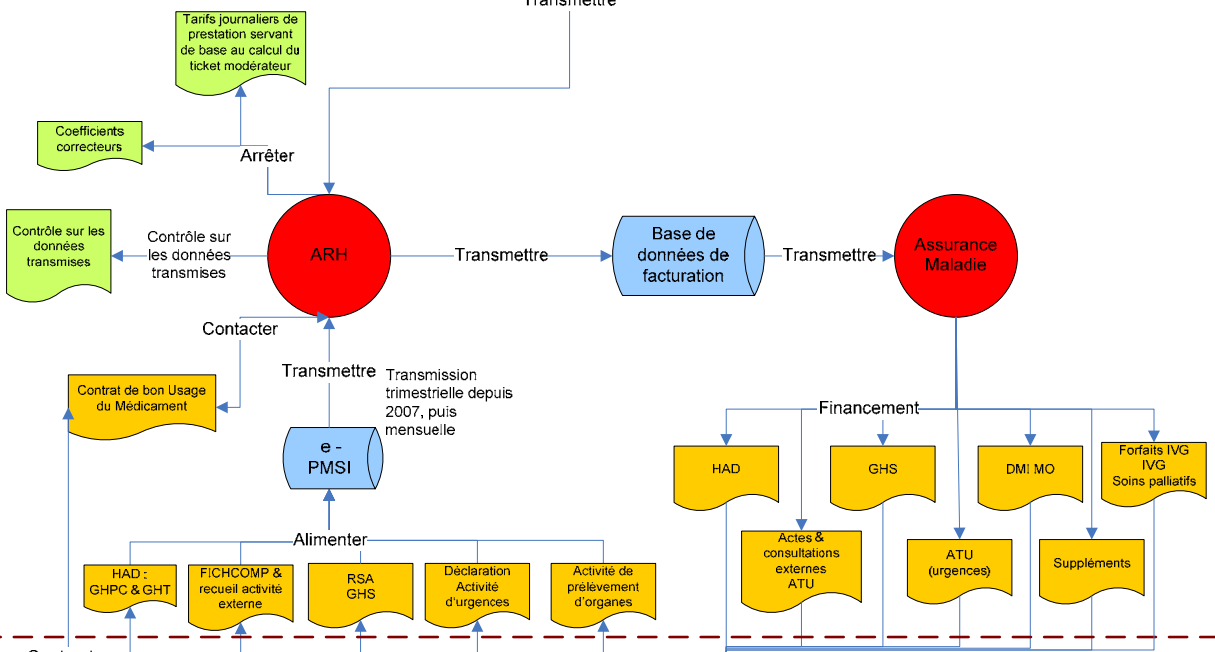 Transmettre
Tarifs journaliers de
prestation servant
de base au calcul du
ticket modérateur
Coefficients
correcteurs
Arrêter
Contrôle sur les
données
transmises
Contrôle sur
les données
transmises
ARH
Transmettre
Base de
données de
facturation
Transmettre
Assurance
Maladie
Contacter
Transmettre
Transmission
trimestrielle depuis
2007, puis
mensuelle
Contrat de bon Usage
du Médicament
e -
PMSI
Financement
HAD
GHS
DMI MO
Forfaits IVG
IVG
Soins palliatifs
Actes &
consultations
externes
ATU
ATU
(urgences)
Suppléments
Alimenter
HAD :
GHPC & GHT
FICHCOMP &
recueil activité
externe
RSA
GHS
Déclaration
Activité
d'urgences
Activité de
prélèvement
d'organes